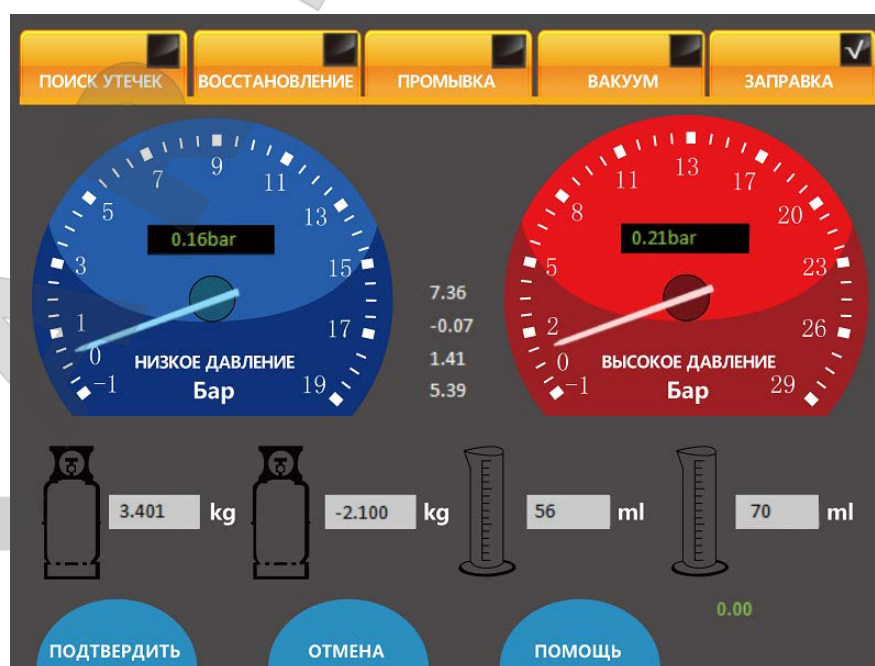 ПОИСК УТЕЧЕК ВОССТАНОВЛЕНИЕ ПРОМЫВКА ВАКУУМ ЗАПРАВКА
-1 0 1 3 5 7 9 11 13 15 17 19
0.16bar
НИЗКОЕ ДАВЛЕНИЕ
Бар
7.36
-0.07
1.41
5.39
-1 0 2 5 8 11 13 17 20 23 26 29
0.21bar
ВЫСОКОЕ ДАВЛЕНИЕ
Бар
3.401 kg -2.100 kg 56 ml 70 ml
0.00
ПОДТВЕРДИТЬ ОТМЕНА ПОМОЩЬ